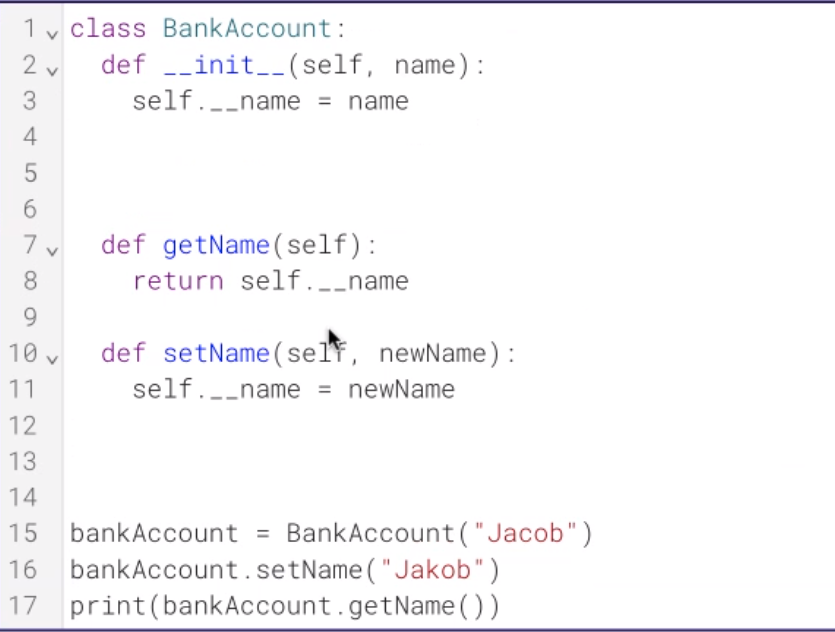 1 class BankAccount:
2   def __init__(self, name):
3     self.__name = name
4
5
6
7   def getName(self):
8     return self.__name
9
10   def setName(self, newName):
11     self.__name = newName
12
13
14
15 bankAccount = BankAccount("Jacob")
16 bankAccount.setName("Jakob")
17 print(bankAccount.getName())